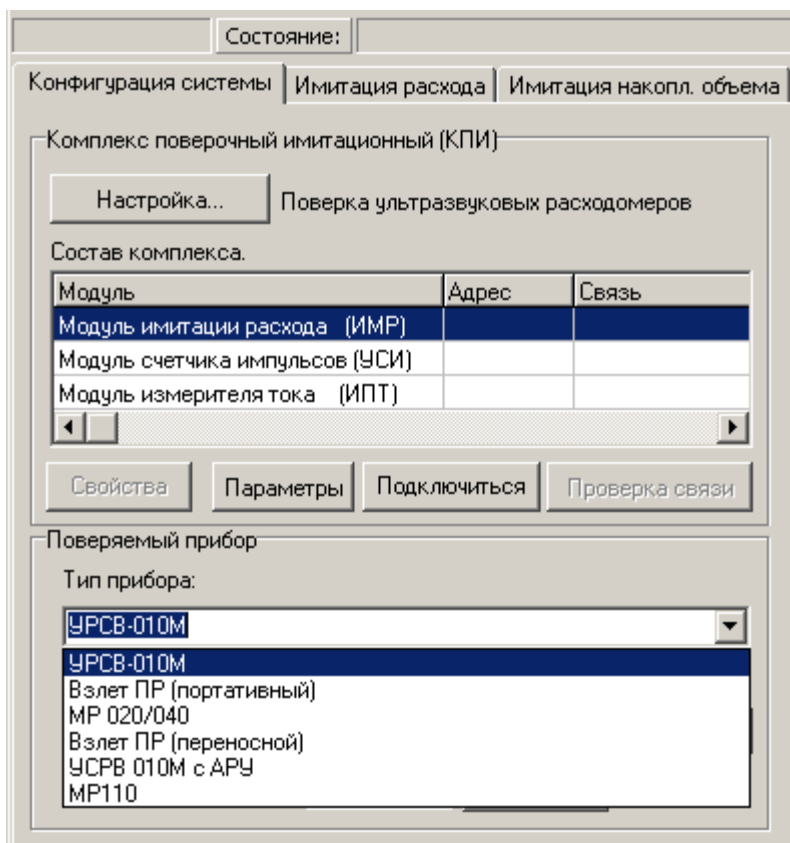 Состояние:
Конфигурация системы Имитация расхода Имитация накопл. объема
Комплекс поверочный имитационный (КПИ)
Настройка... Поверка ультразвуковых расходомеров
Состав комплекса.
Модуль Адрес Связь
Модуль имитации расхода (ИМР)
Модуль счетчика импульсов (УСИ)
Модуль измерителя тока (ИПТ)
Свойства Параметры Подключиться Проверка связи
Поверяемый прибор
Тип прибора:
УРСВ-010М
УРСВ-010М
Взлет ПР (портативный)
МР 020/040
Взлет ПР (переносной)
УСРВ 010М с АРУ
МР110